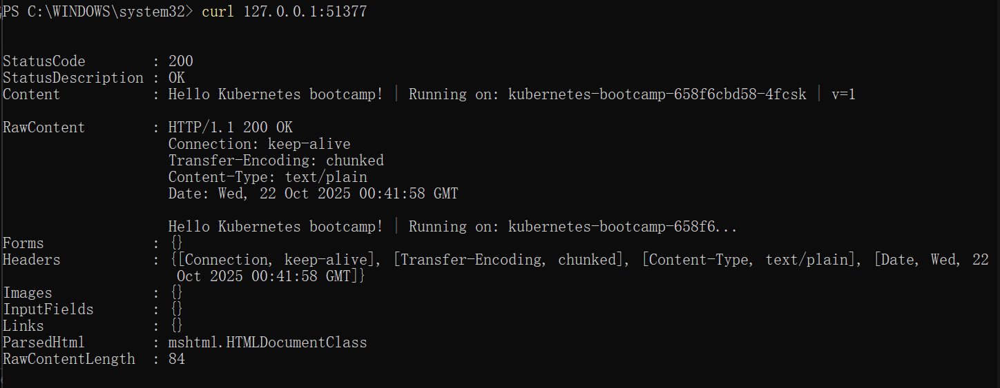 PS C:\WINDOWS\system32> curl 127.0.0.1:51377
StatusCode        : 200
StatusDescription : OK
Content           : Hello Kubernetes bootcamp! | Running on: kubernetes-bootcamp-658f6cbd58-4fcsk | v=1
RawContent        : HTTP/1.1 200 OK
                    Connection: keep-alive
                    Transfer-Encoding: chunked
                    Content-Type: text/plain
                    Date: Wed, 22 Oct 2025 00:41:58 GMT
                    Hello Kubernetes bootcamp! | Running on: kubernetes-bootcamp-658f6...
Forms             : {}
Headers           : {[Connection, keep-alive], [Transfer-Encoding, chunked], [Content-Type, text/plain], [Date, Wed, 22
                     Oct 2025 00:41:58 GMT]}
Images            : {}
InputFields       : {}
Links             : {}
ParsedHtml        : mshtml.HTMLDocumentClass
RawContentLength  : 84